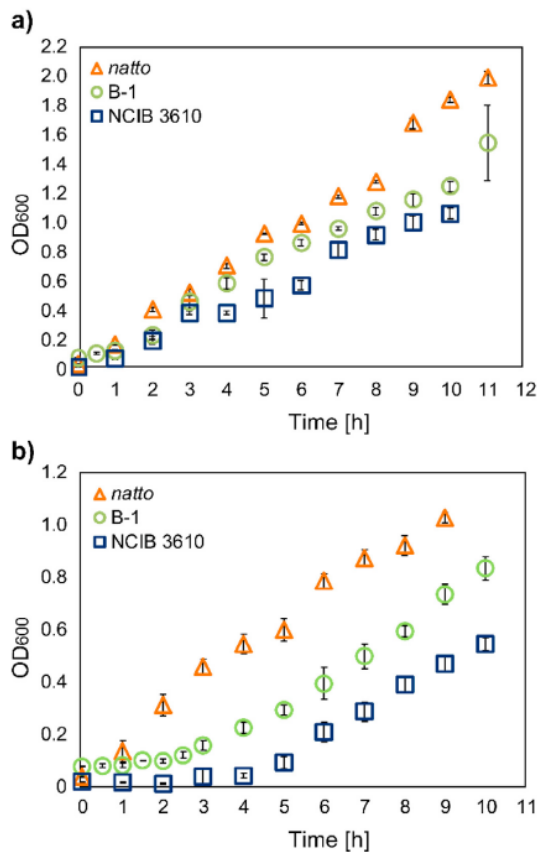 a)
2.2
2.0
1.8
1.6
1.4
1.2
1.0
0.8
0.6
0.4
0.2
0
OD600
natto
B-1
NCIB 3610
0 1 2 3 4 5 6 7 8 9 10 11 12
Time [h]
b)
1.2
1.0
0.8
0.6
0.4
0.2
0
OD600
natto
B-1
NCIB 3610
0 1 2 3 4 5 6 7 8 9 10 11
Time [h]